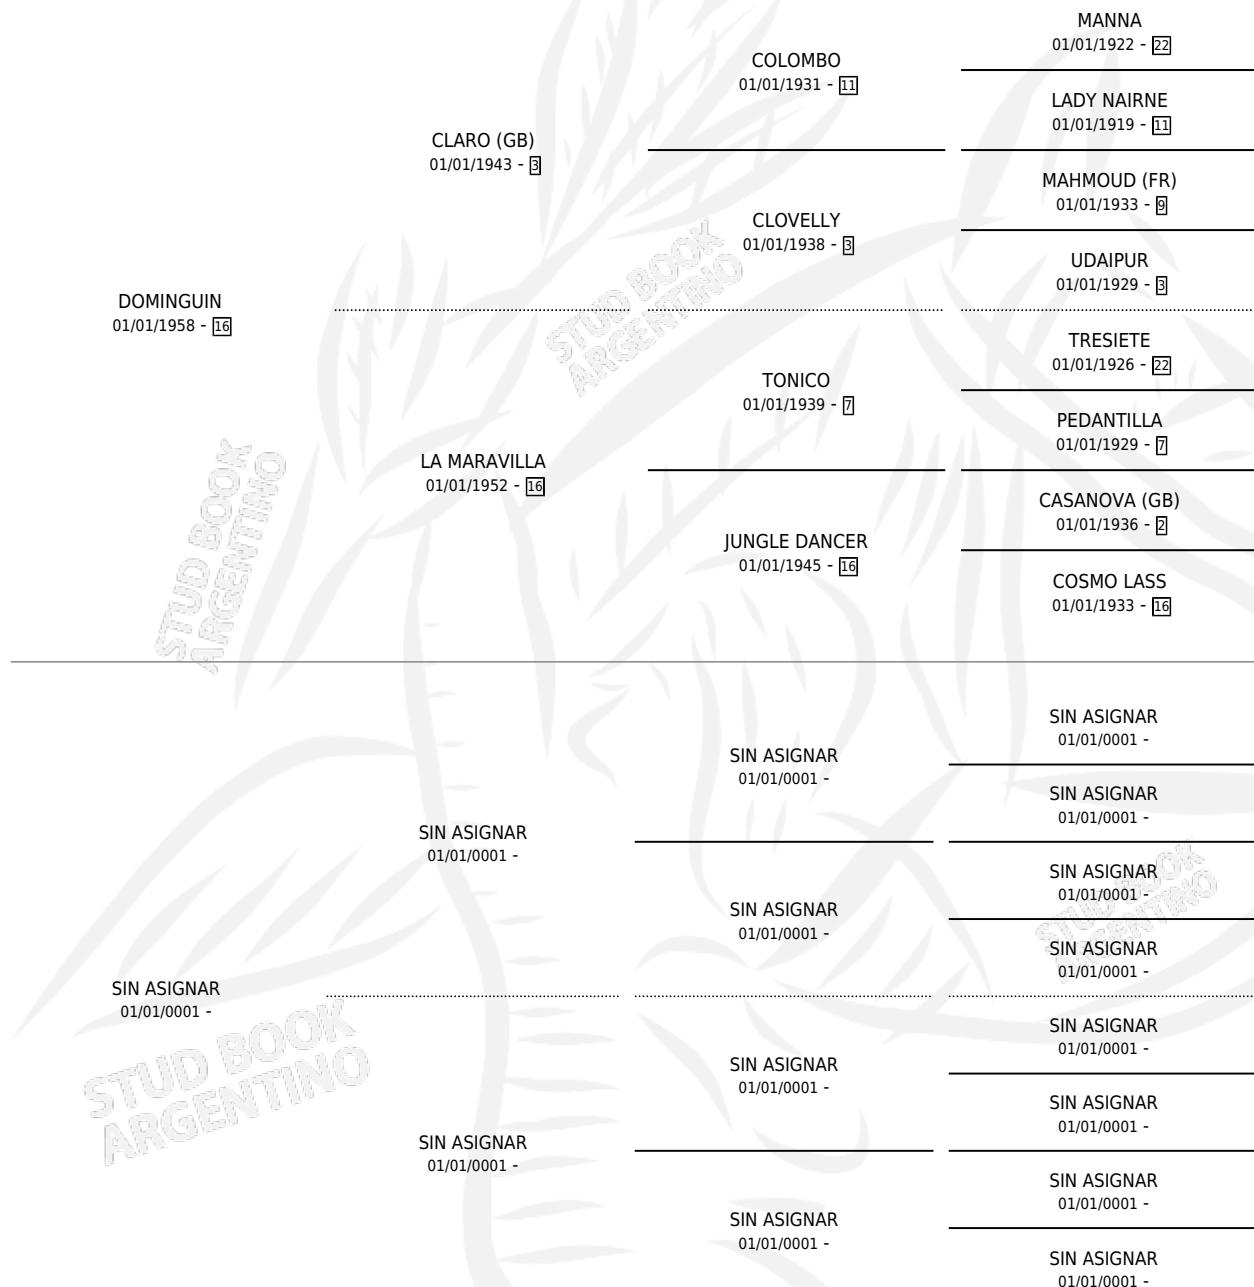 MANNA
01/01/1922 - 22
COLOMBO
01/01/1931 - 11
LADY NAIRNE
01/01/1919 - 11
CLARO (GB)
01/01/1943 - 3
MAHMOUD (FR)
01/01/1933 - 9
CLOVELLY
01/01/1938 - 3
UDAIPUR
01/01/1929 - 3
DOMINGUIN
01/01/1958 - 16
STUD BOOK
ARGENTINO
TRESIETE
01/01/1926 - 22
TONICO
01/01/1939 - 7
PEDANTILLA
01/01/1929 - 7
LA MARAVILLA
01/01/1952 - 16
CASANOVA (GB)
01/01/1936 - 2
JUNGLE DANCER
01/01/1945 - 16
COSMO LASS
01/01/1933 - 16
STUD BOOK
ARGENTINO
SIN ASIGNAR
01/01/0001 -
SIN ASIGNAR
01/01/0001 -
SIN ASIGNAR
01/01/0001 -
SIN ASIGNAR
01/01/0001 -
SIN ASIGNAR
01/01/0001 -
SIN ASIGNAR
01/01/0001 -
SIN ASIGNAR
01/01/0001 -
STUD BOOK
ARGENTINO
SIN ASIGNAR
01/01/0001 -
STUD BOOK
ARGENTINO
SIN ASIGNAR
01/01/0001 -
SIN ASIGNAR
01/01/0001 -
SIN ASIGNAR
01/01/0001 -
SIN ASIGNAR
01/01/0001 -
SIN ASIGNAR
01/01/0001 -
SIN ASIGNAR
01/01/0001 -
SIN ASIGNAR
01/01/0001 -